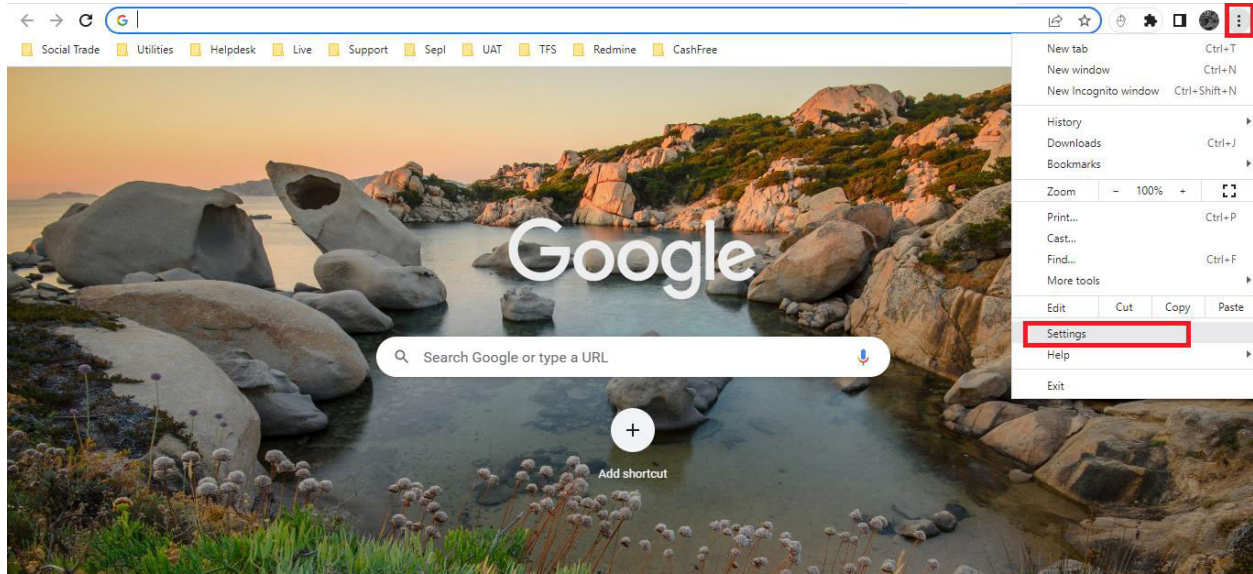 G
Social Trade Utilities Helpdesk Live Support Sepl UAT TFS Redmine CashFree
New tab Ctrl+T
New window Ctrl+N
New Incognito window Ctrl+Shift+N
History
Downloads Ctrl+J
Bookmarks
Zoom - 100% +
Print... Ctrl+P
Cast...
Find... Ctrl+F
More tools
Edit Cut Copy Paste
Settings
Help
Exit
Google
Search Google or type a URL
Add shortcut